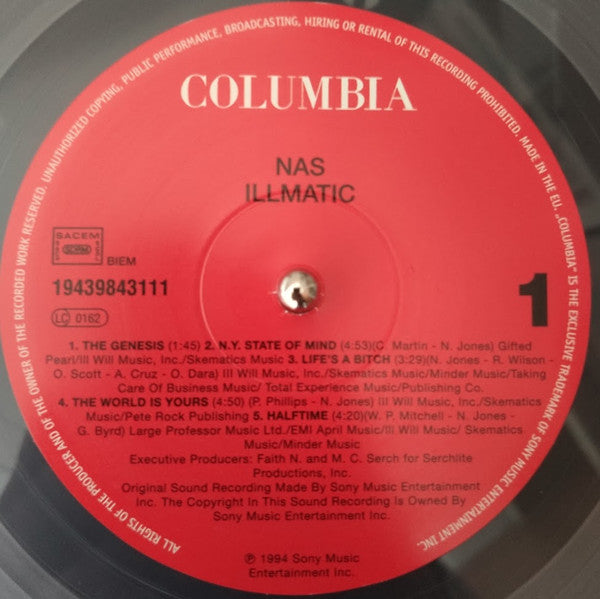 ALL RIGHTS OF THE PRODUCER AND OF THE OWNER OF THE RECORDED WORK RESERVED. UNAUTHORIZED COPYING, PUBLIC PERFORMANCE, BROADCASTING, HIRING OR RENTAL OF THIS RECORDING PROHIBITED. MADE IN THE EU. „COLUMBIA" IS THE EXCLUSIVE TRADEMARK OF SONY MUSIC ENTERTAINMENT INC.
COLUMBIA
NAS
ILLMATIC
SACEM
BIEM
19439843111
LC 0162
1
1. THE GENESIS (1:45) 2. N.Y. STATE OF MIND (4:53)(C. Martin - N. Jones) Gifted
Pearl/Ill Will Music, Inc./Skematics Music 3. LIFE'S A BITCH (3:29)(N. Jones - R. Wilson -
O. Scott - A. Cruz - O. Dara) Ill Will Music, Inc./Skematics Music/Minder Music/Taking
Care Of Business Music/ Total Experience Music/Publishing Co.
4. THE WORLD IS YOURS (4:50) (P. Phillips - N. Jones) Ill Will Music, Inc./Skematics
Music/Pete Rock Publishing 5. HALFTIME (4:20)(W. P. Mitchell - N. Jones -
G. Byrd) Large Professor Music Ltd./EMI April Music/Ill Will Music/ Skematics
Music/Minder Music
Executive Producers: Faith N. and M. C. Serch for Serchlite
Productions, Inc.
Original Sound Recording Made By Sony Music Entertainment
Inc. The Copyright In This Sound Recording Is Owned By
Sony Music Entertainment Inc.
℗ 1994 Sony Music
Entertainment Inc.